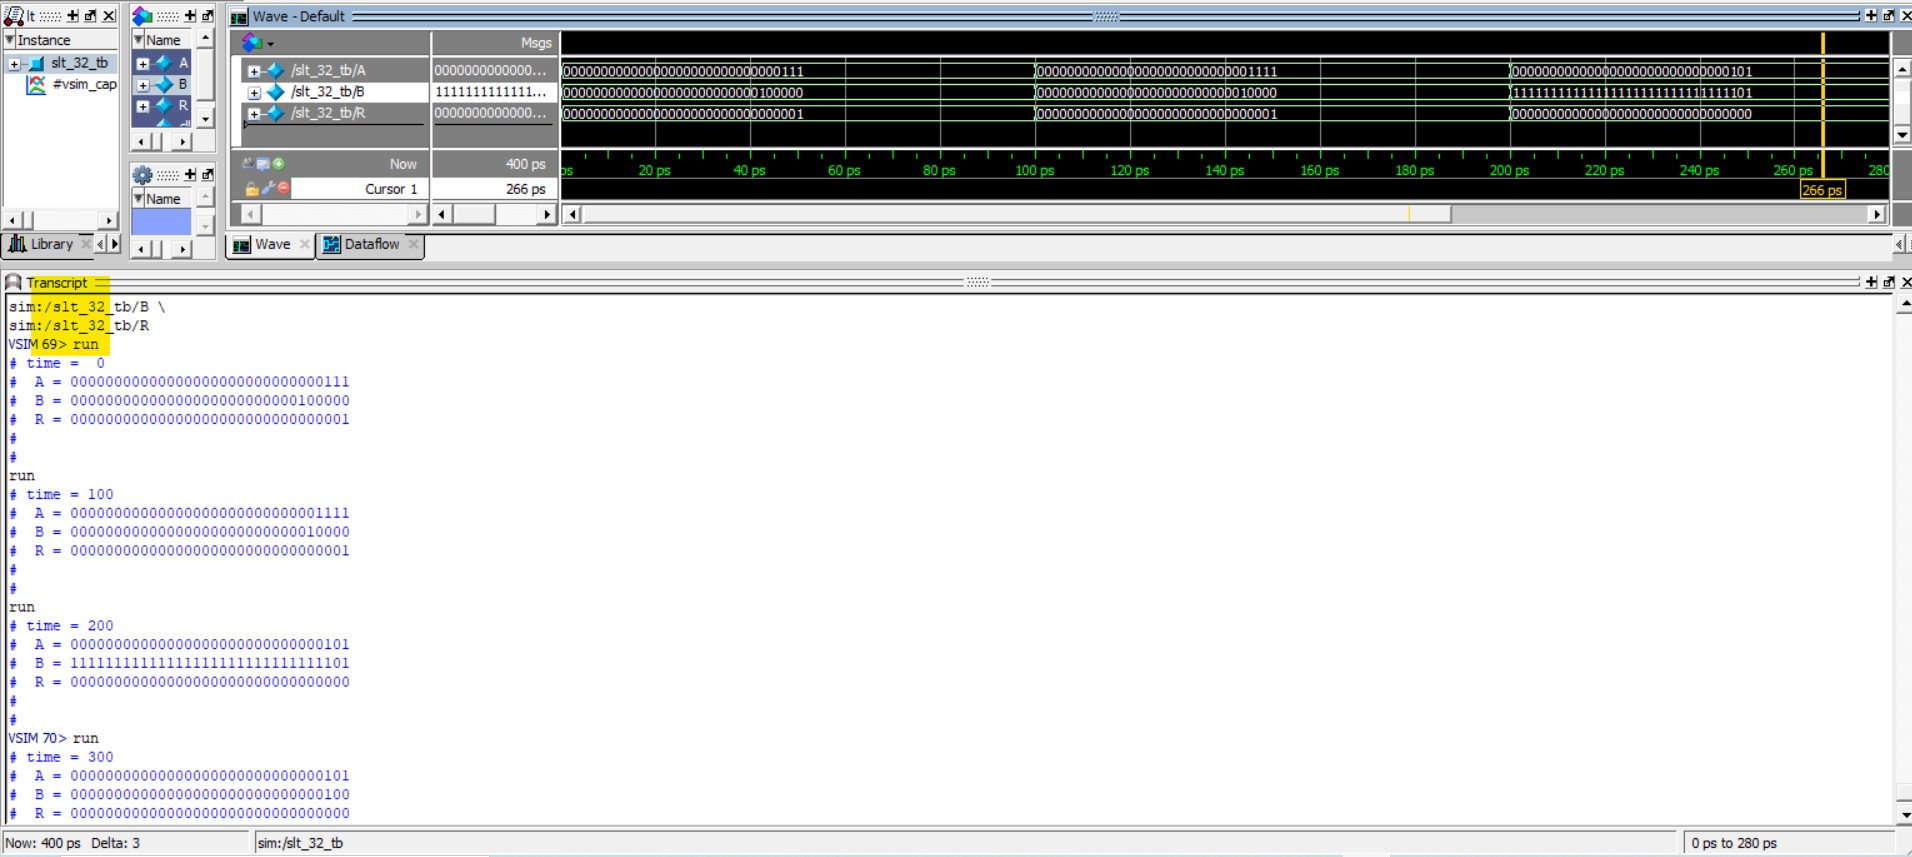 It
Wave - Default
Instance
Name
Msgs
slt_32_tb
#vsim_cap
A
B
R
/slt_32_tb/A
0000000000000...
00000000000000000000000000000111
00000000000000000000000000001111
00000000000000000000000000000101
/slt_32_tb/B
1111111111111...
00000000000000000000000000100000
00000000000000000000000000010000
11111111111111111111111111111101
/slt_32_tb/R
0000000000000...
00000000000000000000000000000001
00000000000000000000000000000001
00000000000000000000000000000000
Now
400 ps
20 ps
40 ps
60 ps
80 ps
100 ps
120 ps
140 ps
160 ps
180 ps
200 ps
220 ps
240 ps
260 ps
280
Name
Cursor 1
266 ps
266 ps
Library
Wave
Dataflow
Transcript
sim:/slt_32_tb/B \
sim:/slt_32_tb/R
VSIM 69> run
# time =   0
#  A = 00000000000000000000000000000111
#  B = 00000000000000000000000000100000
#  R = 00000000000000000000000000000001
#
#
run
# time = 100
#  A = 00000000000000000000000000001111
#  B = 00000000000000000000000000010000
#  R = 00000000000000000000000000000001
#
#
run
# time = 200
#  A = 00000000000000000000000000000101
#  B = 11111111111111111111111111111101
#  R = 00000000000000000000000000000000
#
#
VSIM 70> run
# time = 300
#  A = 00000000000000000000000000000101
#  B = 00000000000000000000000000000100
#  R = 00000000000000000000000000000000
Now: 400 ps  Delta: 3
sim:/slt_32_tb
0 ps to 280 ps